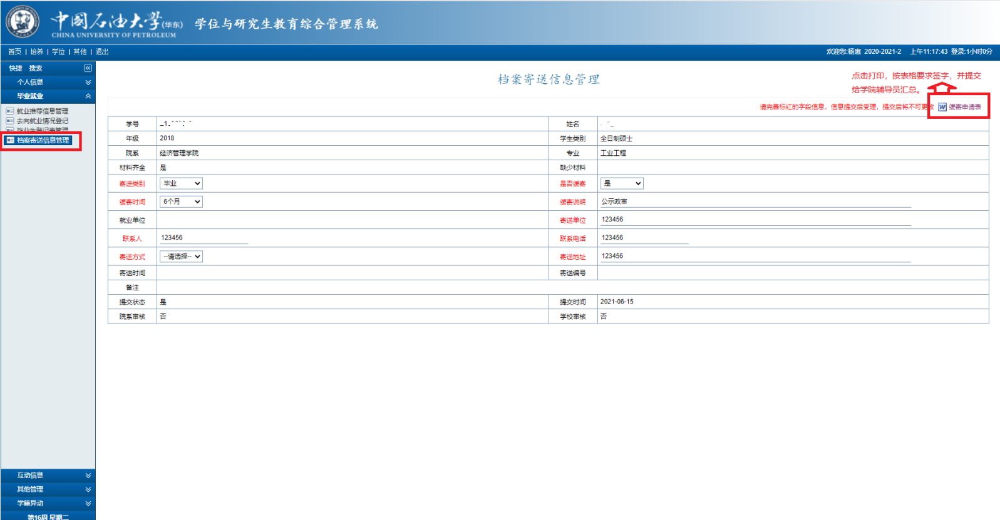 中國石油大学(华东) 学位与研究生教育综合管理系统
CHINA UNIVERSITY OF PETROLEUM
首页 | 培养 | 学位 | 其他 | 退出
欢迎您:杨惠 2020-2021-2 上午11:17:43 登录:1小时0分
快捷 搜索
个人信息
毕业就业
就业推荐信息管理
去向就业情况登记
毕业生登记表管理
档案寄送信息管理
互动信息
其他管理
学籍异动
第16周 星期二
档案寄送信息管理
点击打印，按表格要求签字，并提交
给学院辅导员汇总。
请完善标红的字段信息，信息提交后受理，提交后将不可更改 缓寄申请表
学号 姓名
年级 2018 学生类别 全日制硕士
院系 经济管理学院 专业 工业工程
材料齐全 是 缺少材料
寄送类别 毕业 是否缓寄 是
缓寄时间 6个月 缓寄说明 公示政审
就业单位 寄送单位 123456
联系人 123456 联系电话 123456
寄送方式 --请选择-- 寄送地址 123456
寄送时间 寄送编号
备注
提交状态 是 提交时间 2021-06-15
院系审核 否 学校审核 否